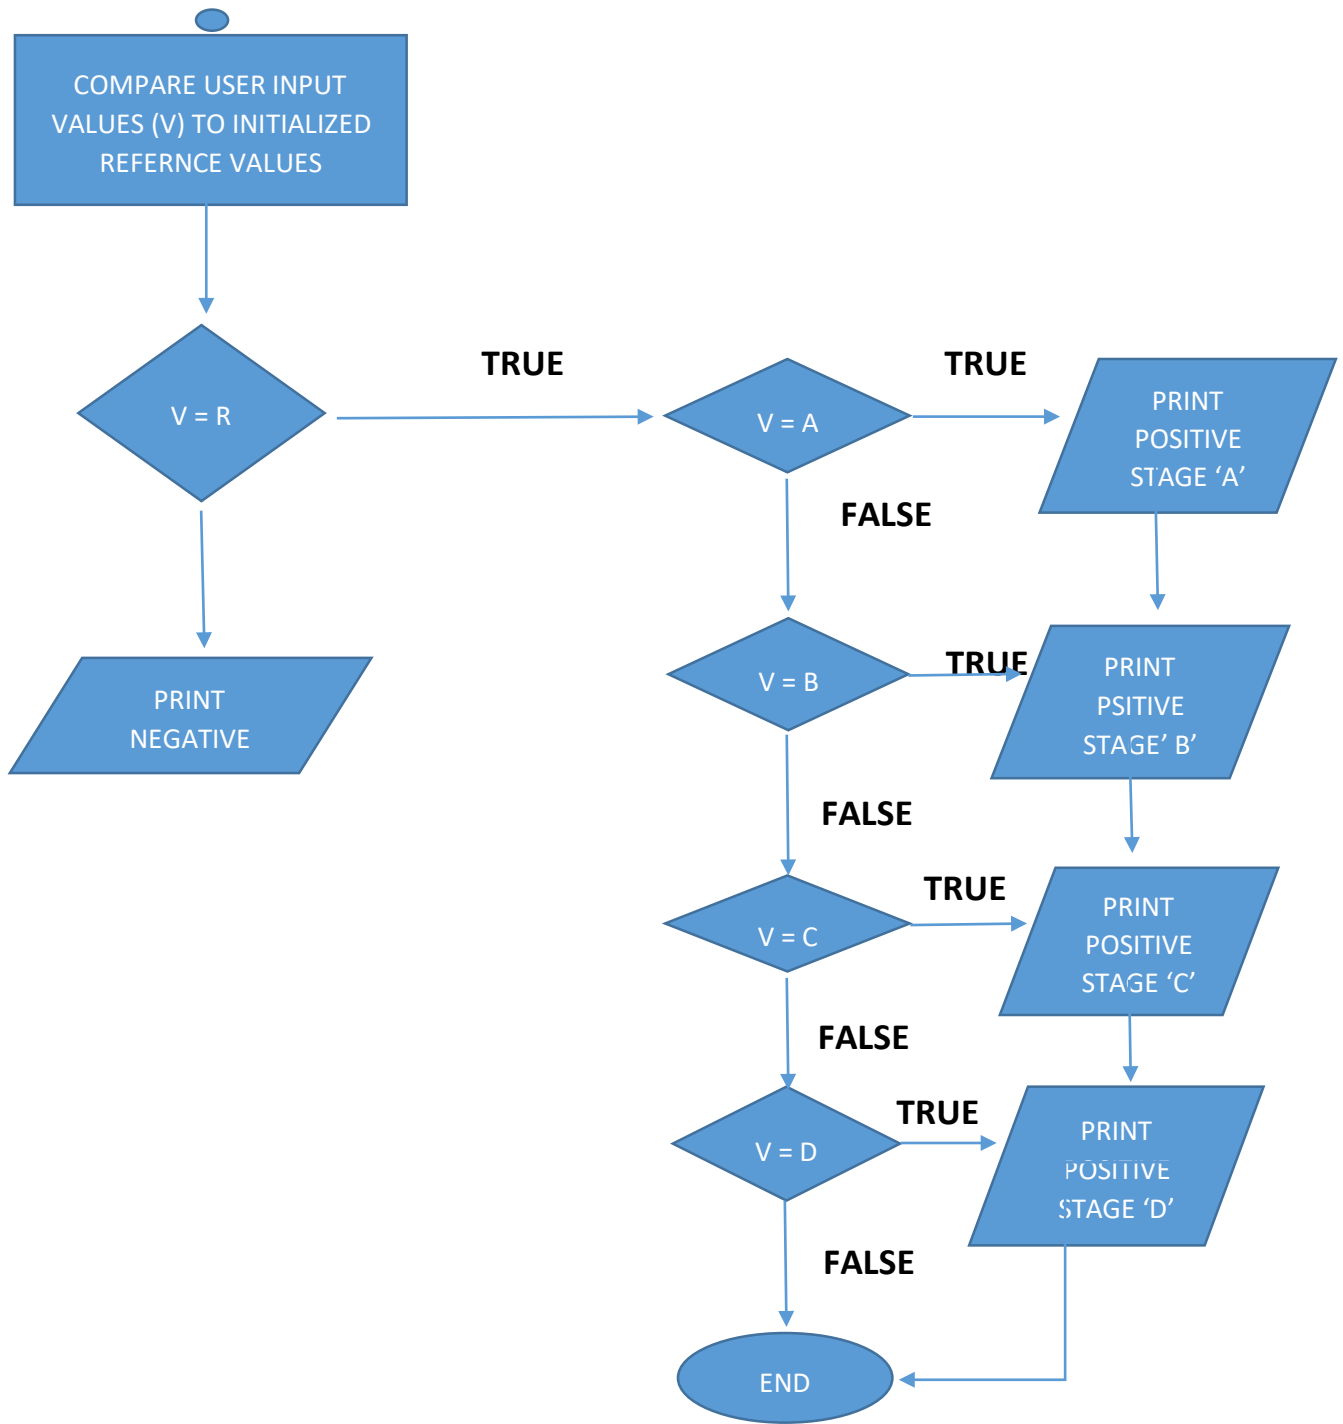 COMPARE USER INPUT
VALUES (V) TO INITIALIZED
REFERNCE VALUES
V = R
TRUE
V = A
TRUE
PRINT
POSITIVE
STAGE ‘A’
FALSE
PRINT
NEGATIVE
V = B
TRUE
PRINT
PSITIVE
STAGE’ B’
FALSE
V = C
TRUE
PRINT
POSITIVE
STAGE ‘C’
FALSE
V = D
TRUE
PRINT
POSITIVE
STAGE ‘D’
FALSE
END